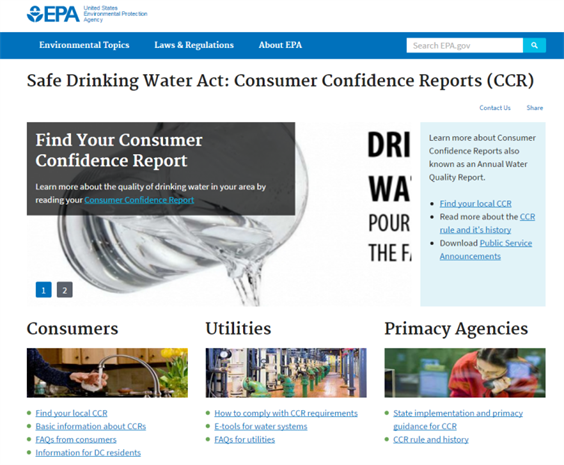 EPA
United States
Environmental Protection
Agency
Environmental Topics
Laws & Regulations
About EPA
Search EPA.gov
Safe Drinking Water Act: Consumer Confidence Reports (CCR)
Contact Us
Share
Find Your Consumer
Confidence Report
Learn more about the quality of drinking water in your area by
reading your Consumer Confidence Report
1
2
DRI
WA
POUR
THE FA
Learn more about Consumer
Confidence Reports also
known as an Annual Water
Quality Report.
Find your local CCR
Read more about the CCR
rule and it's history
Download Public Service
Announcements
Consumers
Find your local CCR
Basic information about CCRs
FAQs from consumers
Information for DC residents
Utilities
How to comply with CCR requirements
E-tools for water systems
FAQs for utilities
Primacy Agencies
State implementation and primacy
guidance for CCR
CCR rule and history